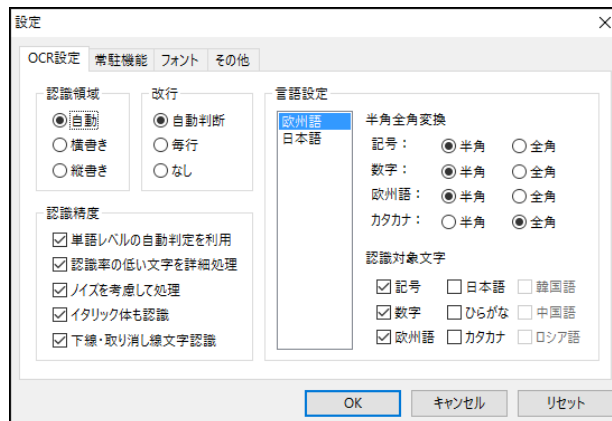 設定
OCR設定 常駐機能 フォント その他
認識領域
自動
横書き
縦書き
改行
自動判断
毎行
なし
認識精度
単語レベルの自動判定を利用
認識率の低い文字を詳細処理
ノイズを考慮して処理
イタリック体も認識
下線・取り消し線文字認識
言語設定
欧州語
日本語
半角全角変換
記号： 半角 全角
数字： 半角 全角
欧州語： 半角 全角
カタカナ： 半角 全角
認識対象文字
記号 日本語 韓国語
数字 ひらがな 中国語
欧州語 カタカナ ロシア語
OK キャンセル リセット